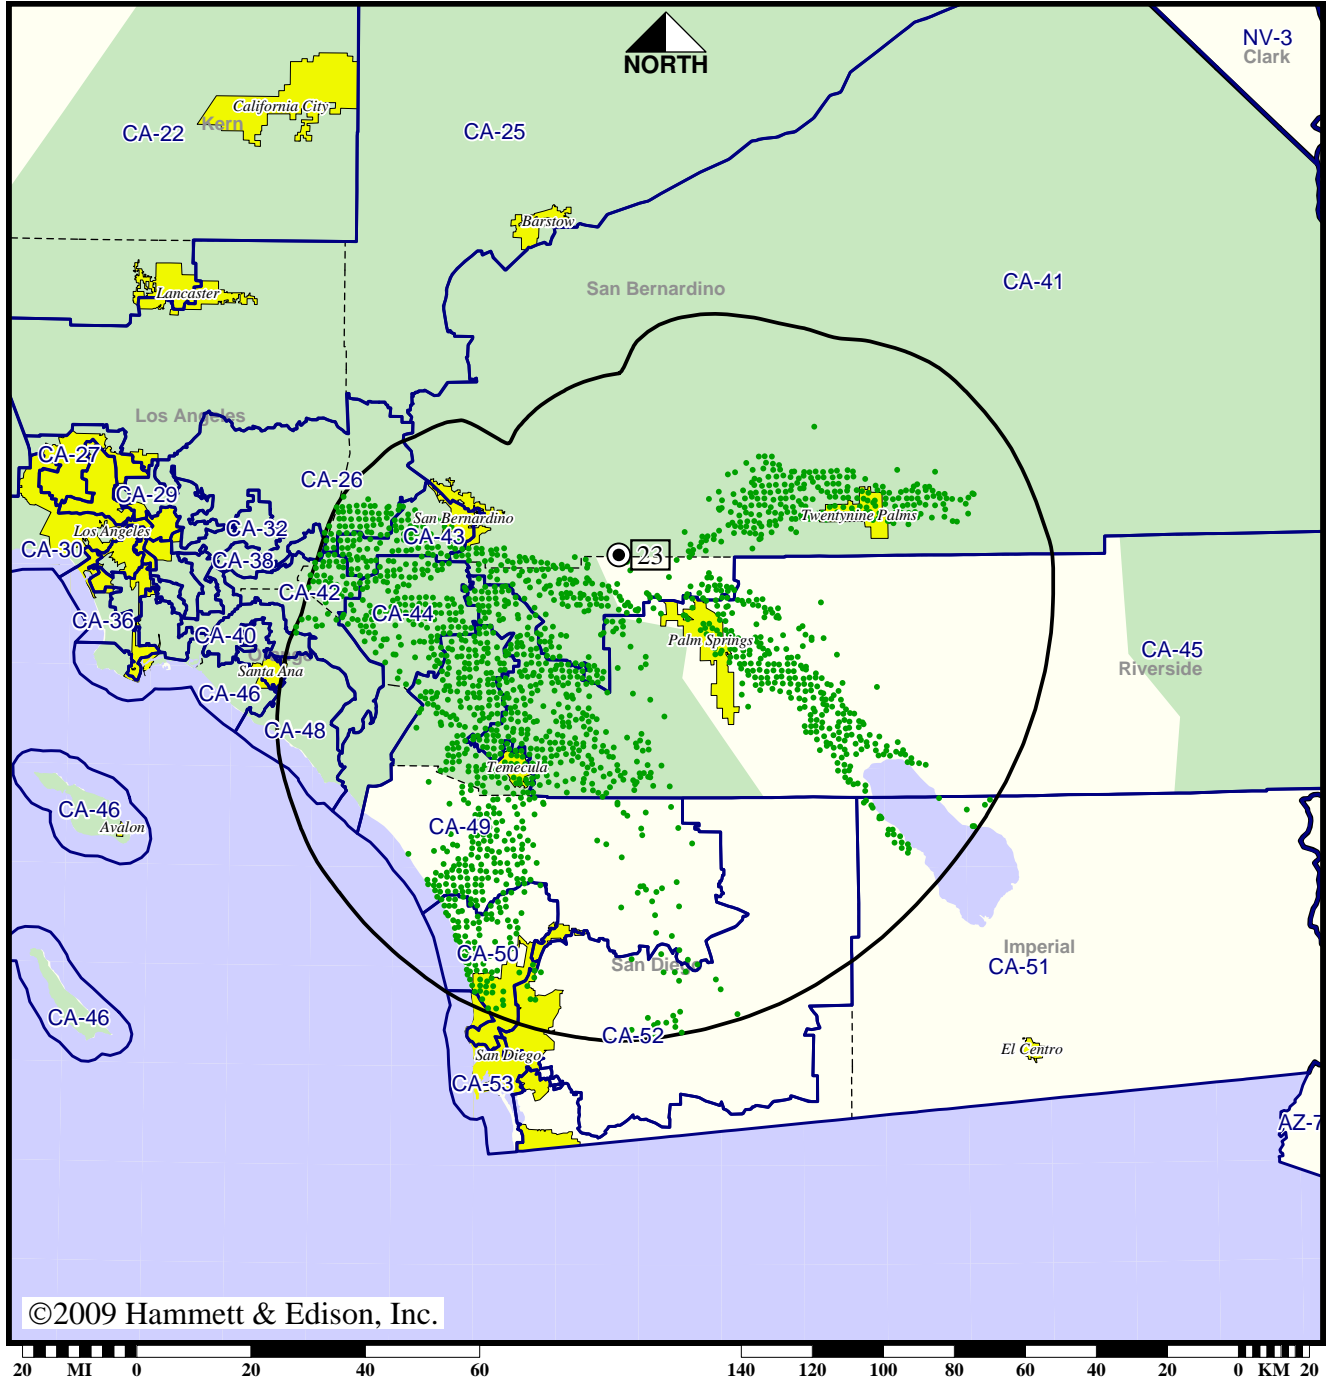 NV-3
Clark
NORTH
California City
Kern
CA-22
CA-25
Barstow
CA-41
San Bernardino
Lancaster
Los Angeles
CA-27
CA-26
CA-29
San Bernardino
Twentynine Palms
Los Angeles
CA-32
CA-43
CA-30
CA-38
23
CA-42
CA-44
CA-36
CA-40
Palm Springs
CA-45
Orange
Riverside
Santa Ana
CA-46
CA-48
Temecula
CA-46
Avalon
CA-49
CA-50
Imperial
San Diego
CA-51
CA-46
CA-52
El Centro
San Diego
CA-53
AZ-7
©2009 Hammett & Edison, Inc.
20 MI 0 20 40 60 140 120 100 80 60 40 20 0 KM 20